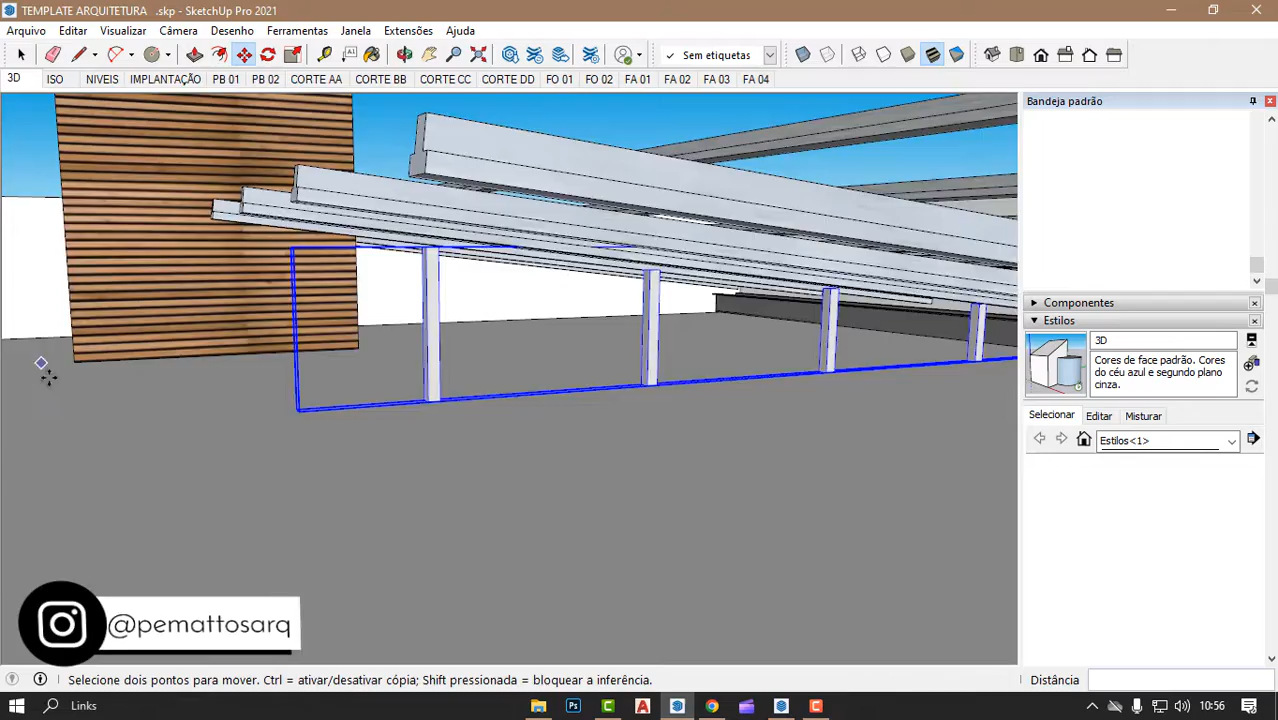 TEMPLATE ARQUITETURA .skp - SketchUp Pro 2021
Arquivo Editar Visualizar Câmera Desenho Ferramentas Janela Extensões Ajuda
Sem etiquetas
3D ISO NIVEIS IMPLANTAÇÃO PB 01 PB 02 CORTE AA CORTE BB CORTE CC CORTE DD FO 01 FO 02 FA 01 FA 02 FA 03 FA 04
Bandeja padrão
Componentes
Estilos
3D
Cores de face padrão. Cores
do céu azul e segundo plano
cinza.
Selecionar Editar Misturar
Estilos<1>
@pemattosarq
Selecione dois pontos para mover. Ctrl = ativar/desativar cópia; Shift pressionada = bloquear a inferência.
Distância
Links
10:56